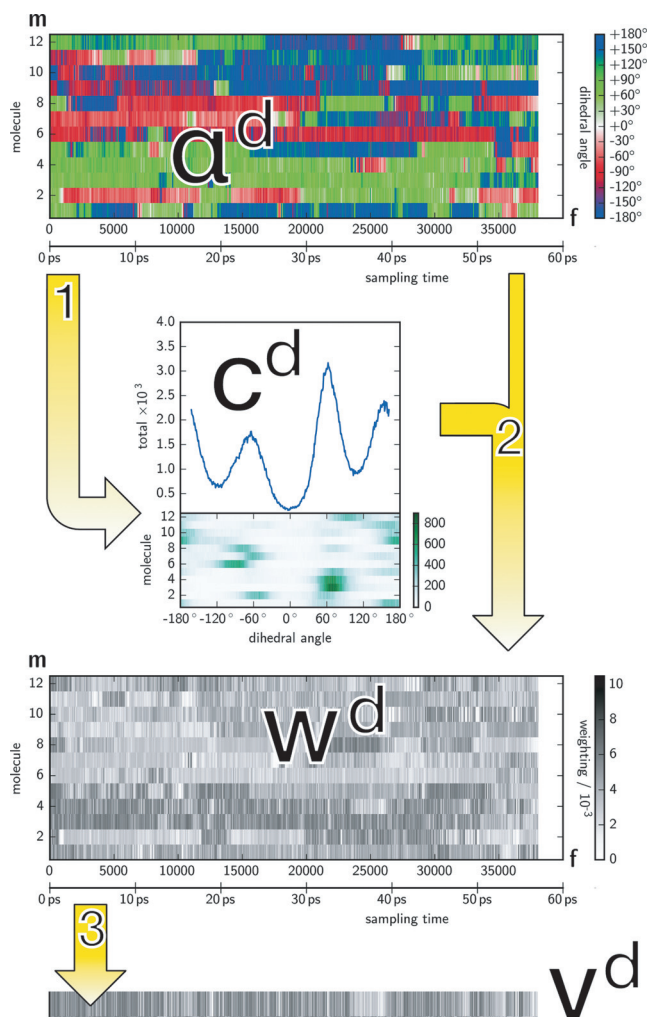 m
12
10
8
6
4
2
molecule
α^d
f
0 5000 10000 15000 20000 25000 30000 35000
0 ps 10 ps 20 ps 30 ps 40 ps 50 ps 60 ps
sampling time
+180°
+150°
+120°
+90°
+60°
+30°
+0°
-30°
-60°
-90°
-120°
-150°
-180°
dihedral angle
1
2
4.0
3.5
3.0
2.5
2.0
1.5
1.0
0.5
total ×10³
c^d
12
10
8
6
4
2
molecule
-180° -120° -60° 0° 60° 120° 180°
dihedral angle
800
600
400
200
0
m
12
10
8
6
4
2
molecule
w^d
f
0 5000 10000 15000 20000 25000 30000 35000
0 ps 10 ps 20 ps 30 ps 40 ps 50 ps 60 ps
sampling time
10
8
6
4
2
0
weighting / 10⁻³
3
v^d